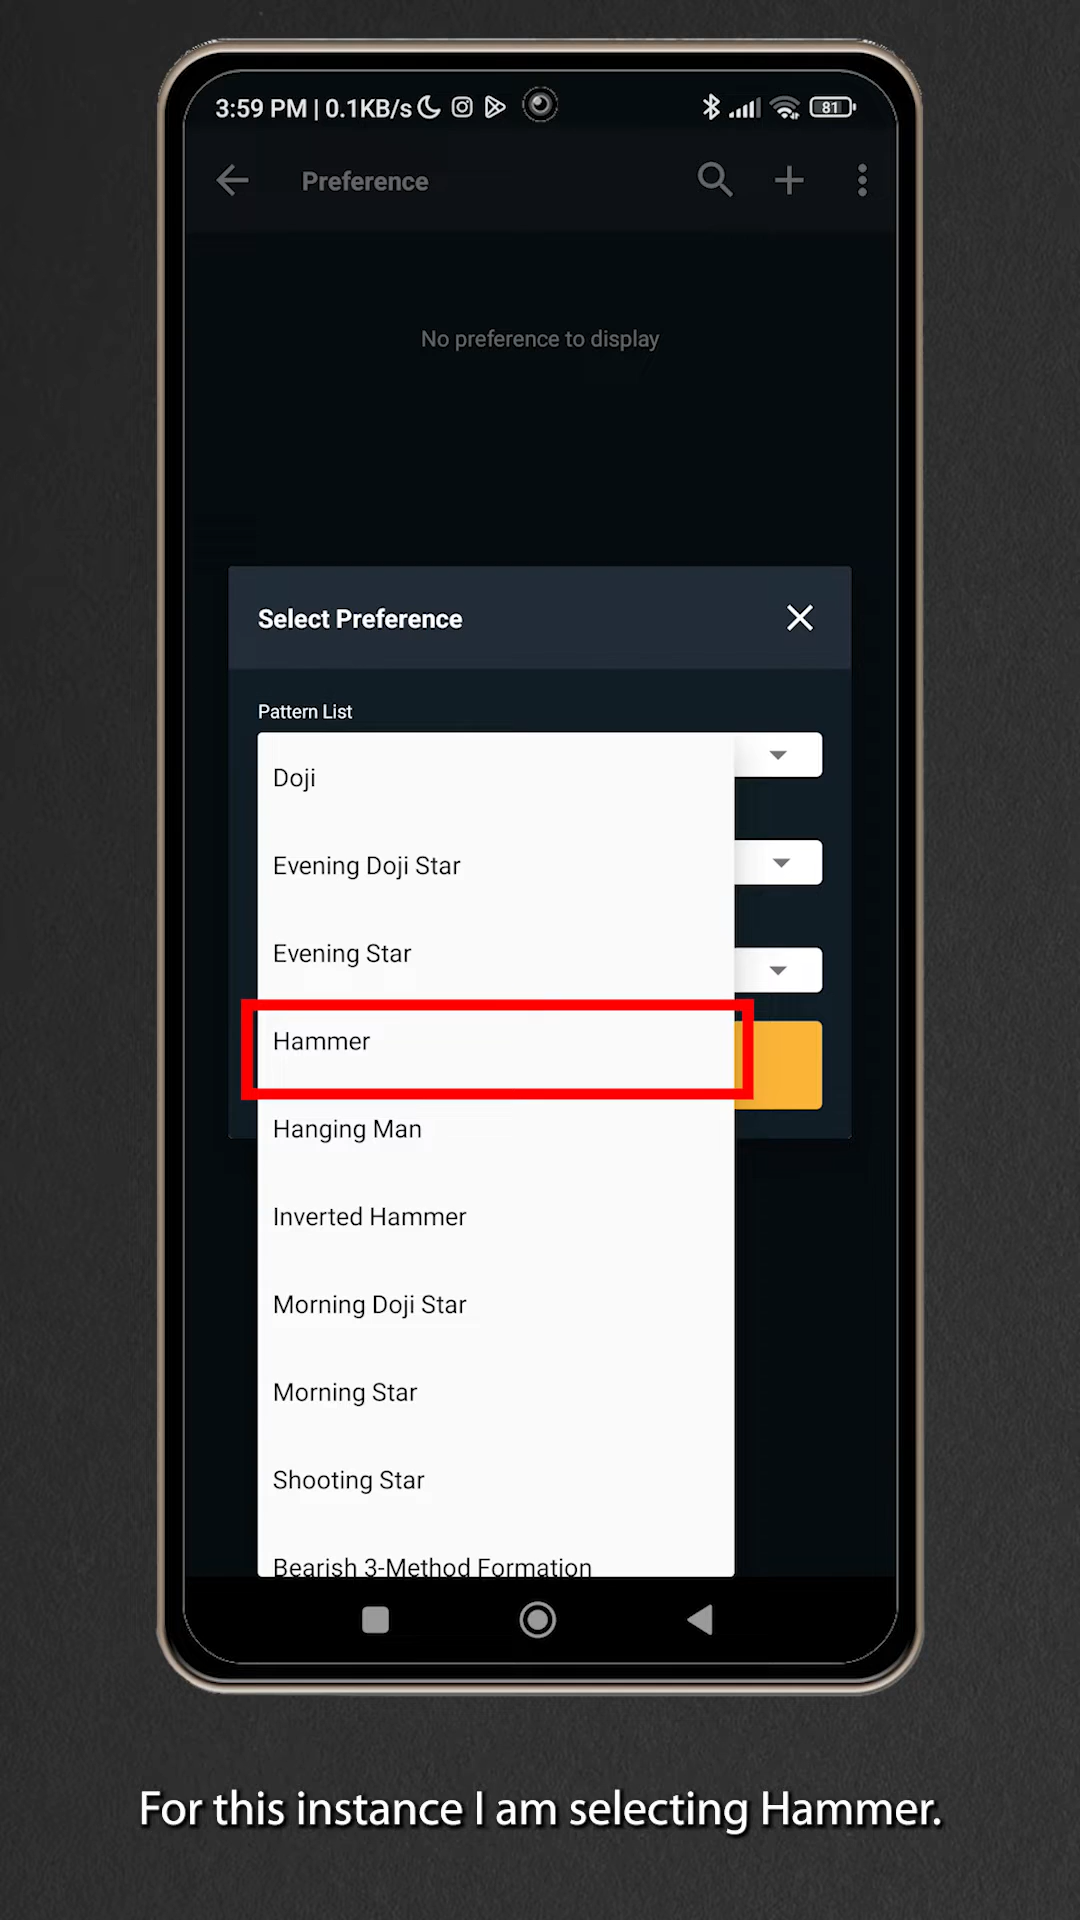 3:59 PM | 0.1KB/s
81
Preference
No preference to display
Select Preference
Pattern List
Doji
Evening Doji Star
Evening Star
Hammer
Hanging Man
Inverted Hammer
Morning Doji Star
Morning Star
Shooting Star
Bearish 3-Method Formation
For this instance I am selecting Hammer.